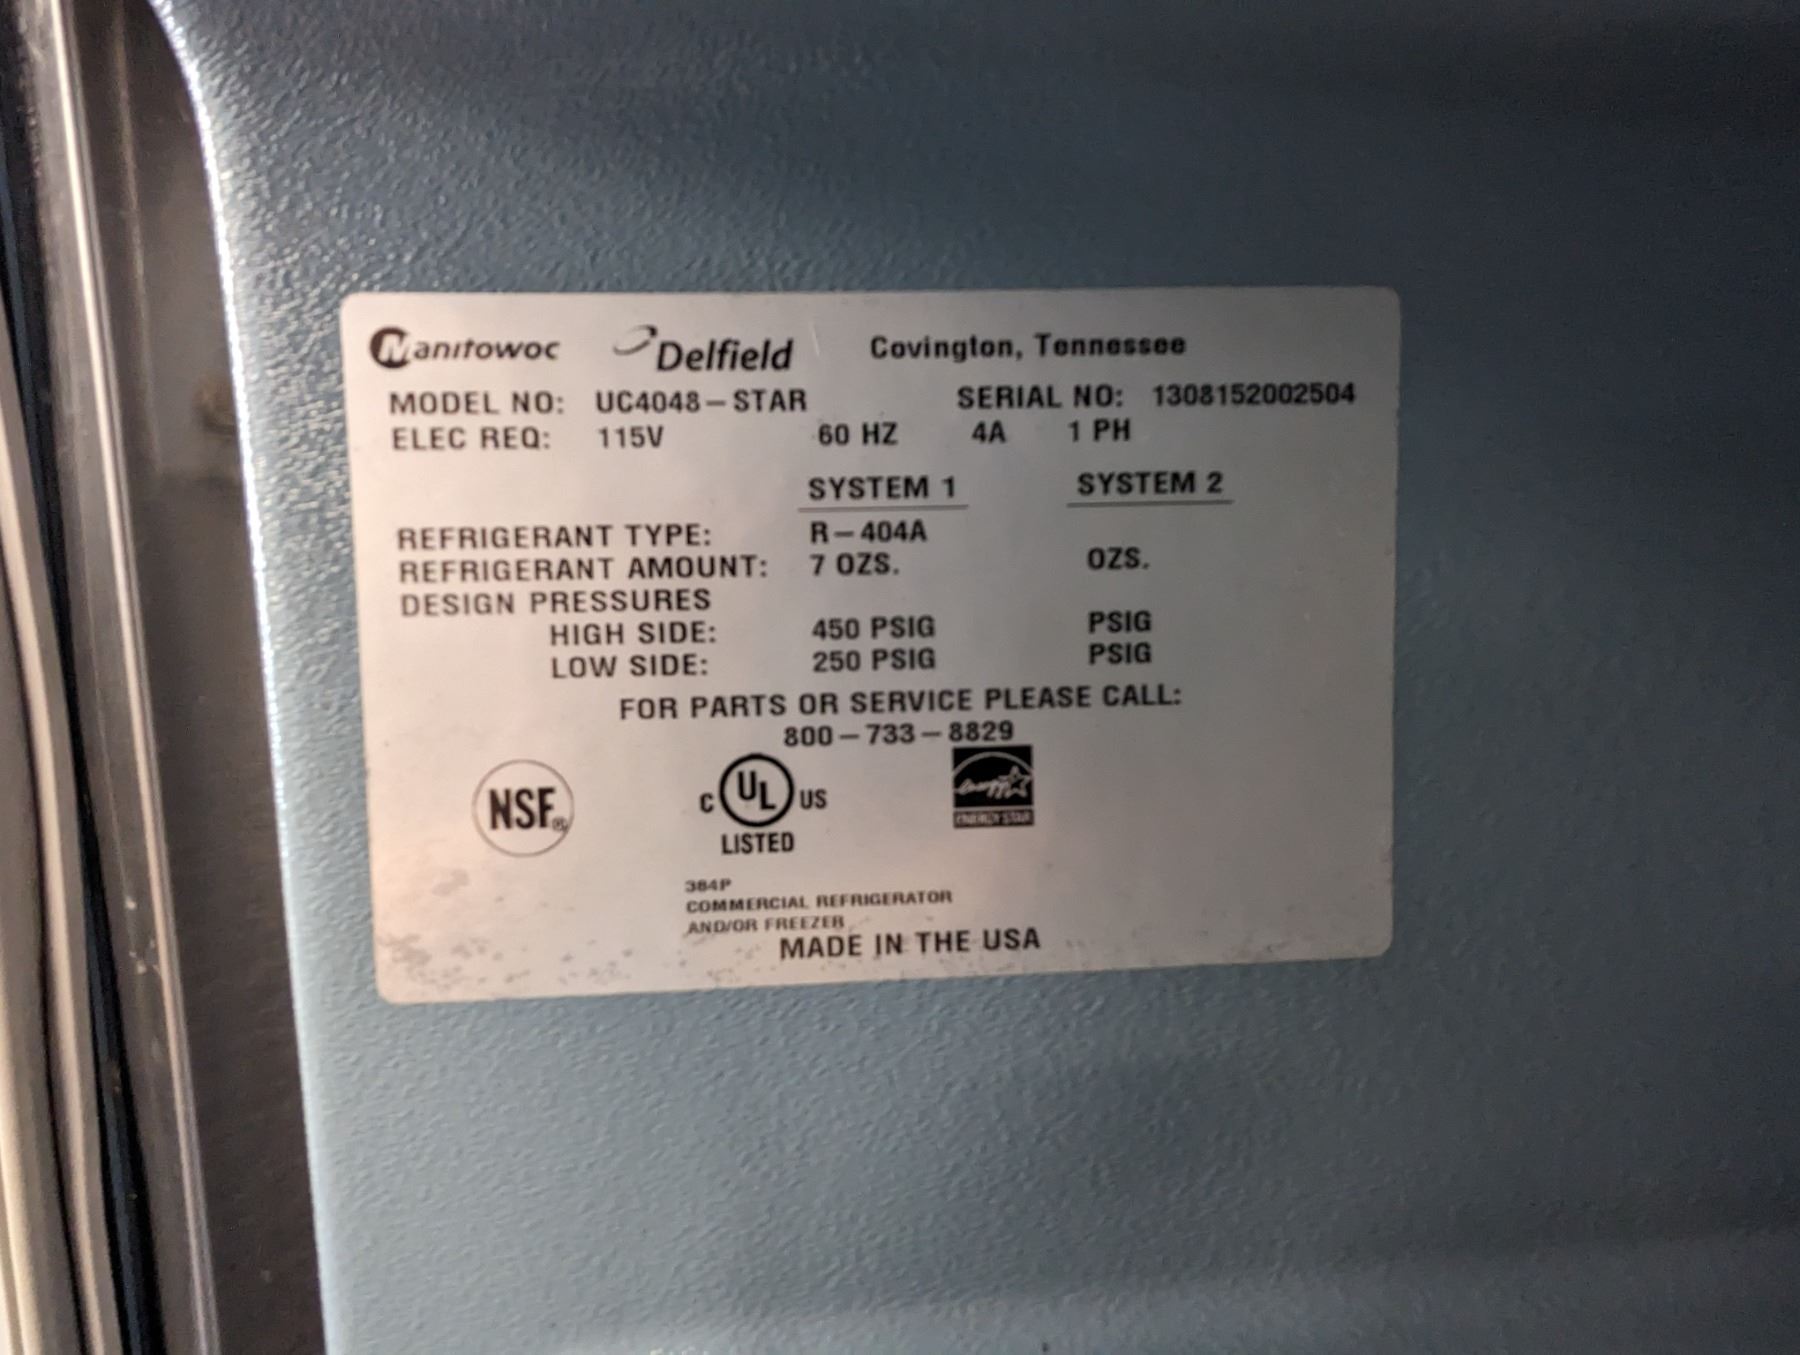 Manitowoc Delfield Covington, Tennessee
MODEL NO: UC4048-STAR SERIAL NO: 1308152002504
ELEC REQ: 115V 60 HZ 4A 1 PH
SYSTEM 1 SYSTEM 2
REFRIGERANT TYPE: R-404A
REFRIGERANT AMOUNT: 7 OZS. OZS.
DESIGN PRESSURES
HIGH SIDE: 450 PSIG PSIG
LOW SIDE: 250 PSIG PSIG
FOR PARTS OR SERVICE PLEASE CALL:
800-733-8829
NSF®
C UL US
LISTED
energy
ENERGY STAR
384P
COMMERCIAL REFRIGERATOR
AND/OR FREEZER
MADE IN THE USA